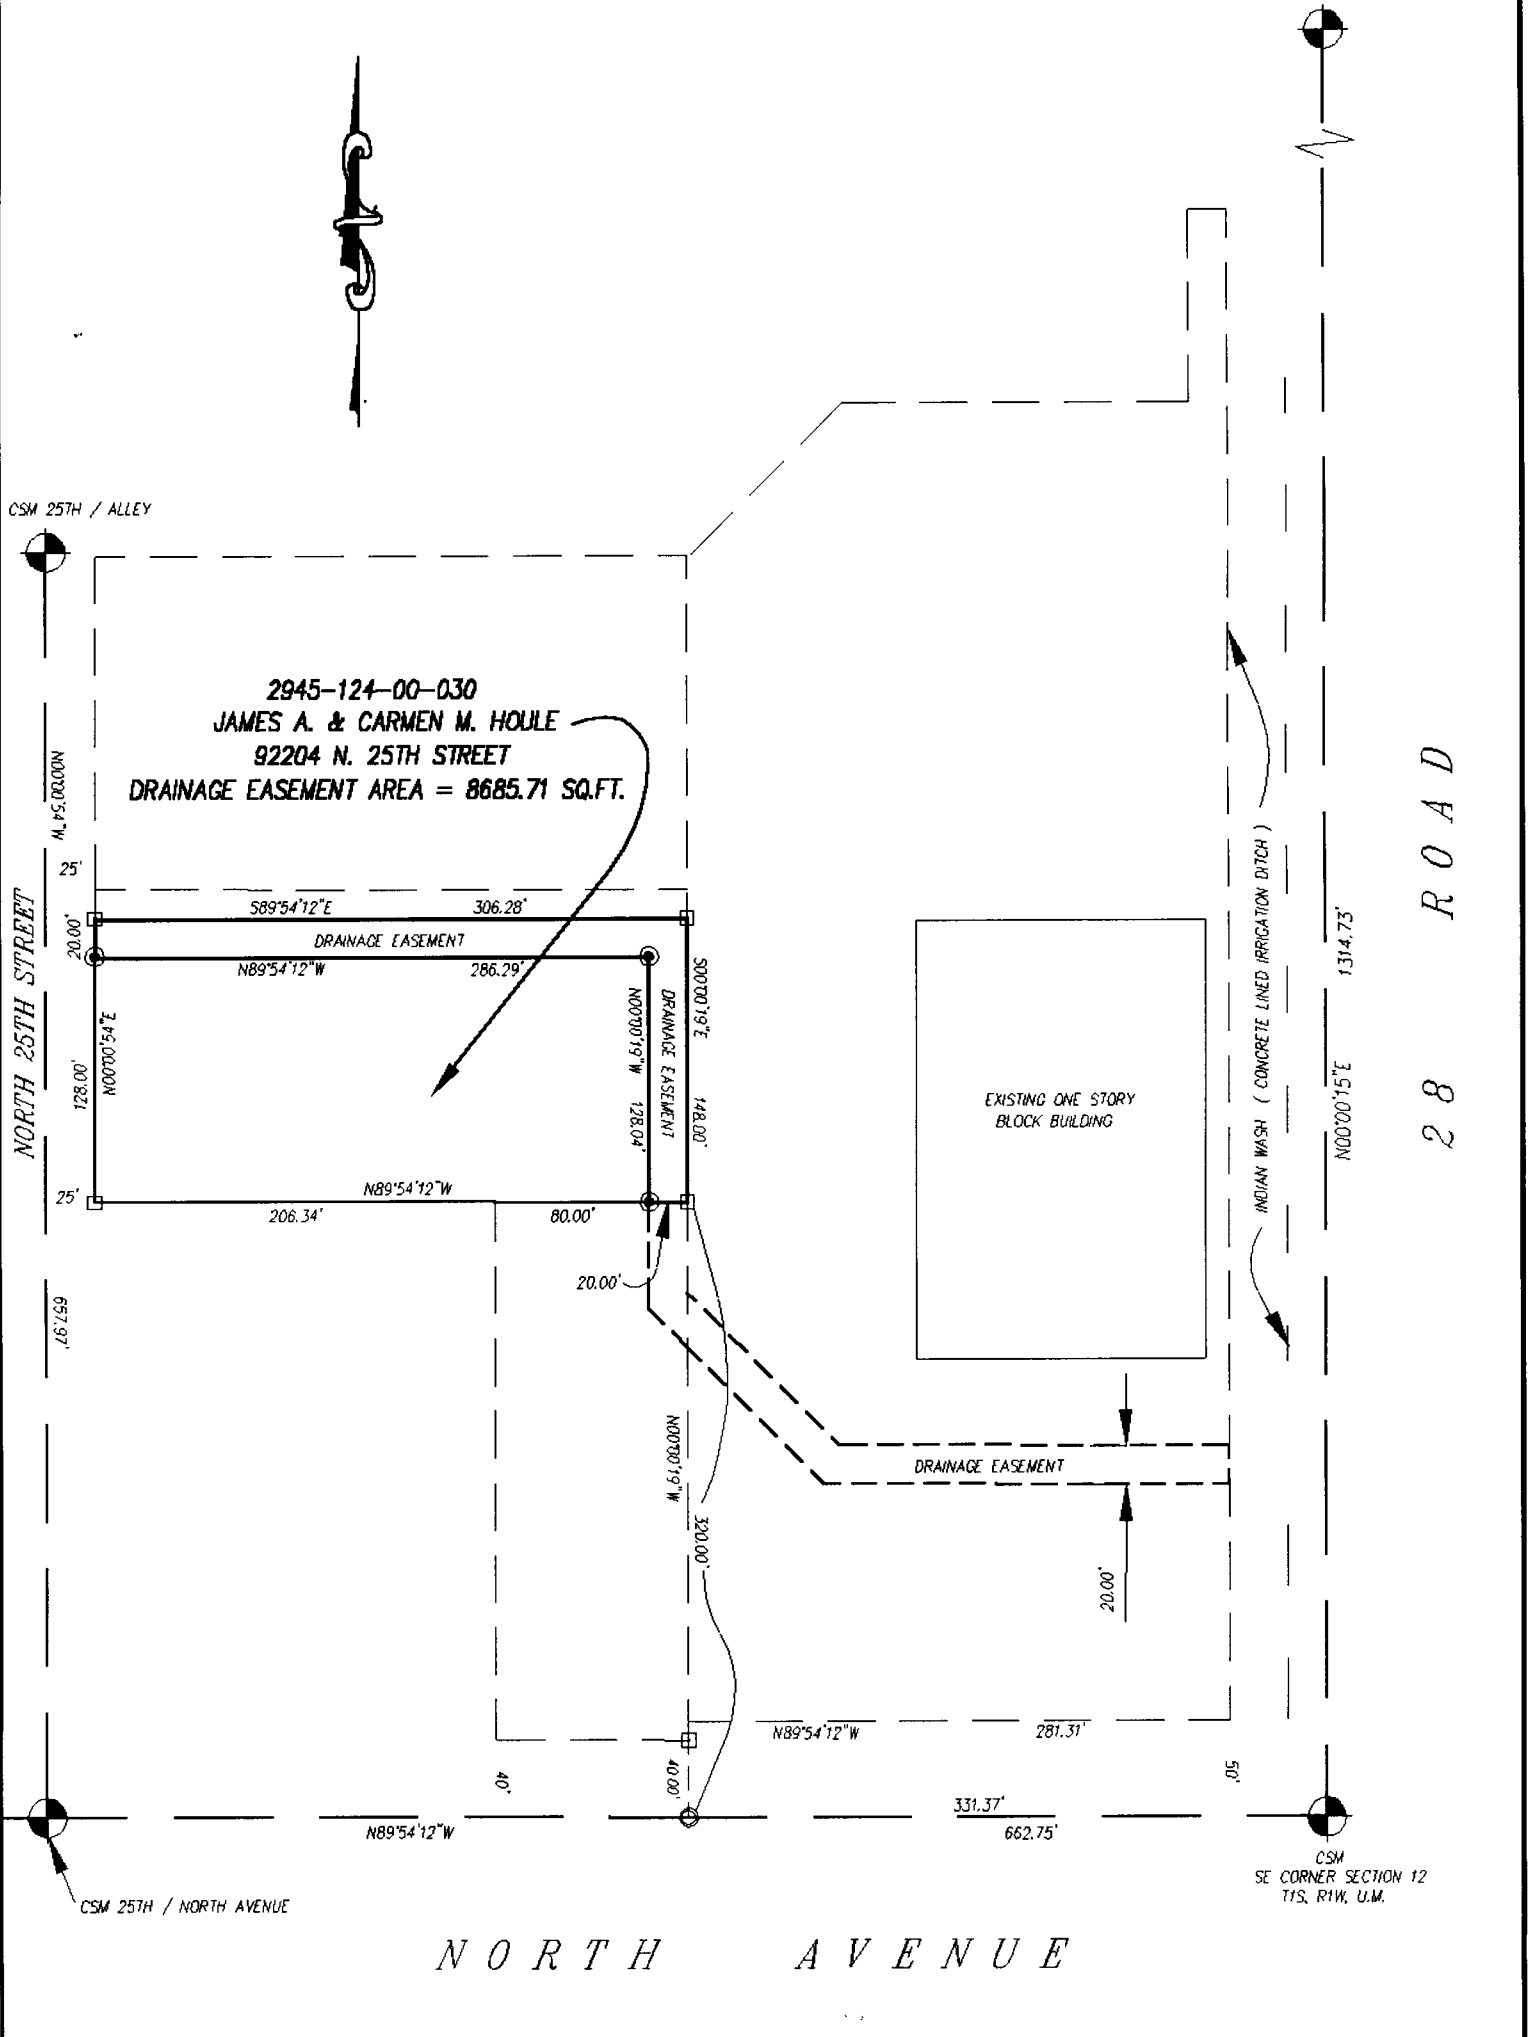 CSM 25TH / ALLEY
2945-124-00-030
JAMES A. & CARMEN M. HOULE
92204 N. 25TH STREET
DRAINAGE EASEMENT AREA = 8685.71 SQ.FT.
N00°00'54"W
25'
NORTH 25TH STREET
20.00'
S89°54'12"E 306.28'
DRAINAGE EASEMENT
N89°54'12"W 286.29'
N00°00'54"E
128.00'
N00°00'19"W 128.04'
DRAINAGE EASEMENT
S00°00'19"E 148.00'
25'
N89°54'12"W
206.34' 80.00'
20.00'
657.97'
EXISTING ONE STORY
BLOCK BUILDING
INDIAN WASH ( CONCRETE LINED IRRIGATION DITCH )
1314.73'
N00°00'15"E
28 ROAD
N00°00'19"W
320.00'
DRAINAGE EASEMENT
20.00'
N89°54'12"W 281.31'
40'
40.00'
50'
331.37'
N89°54'12"W 662.75'
CSM
SE CORNER SECTION 12
T1S, R1W, U.M.
CSM 25TH / NORTH AVENUE
NORTH AVENUE